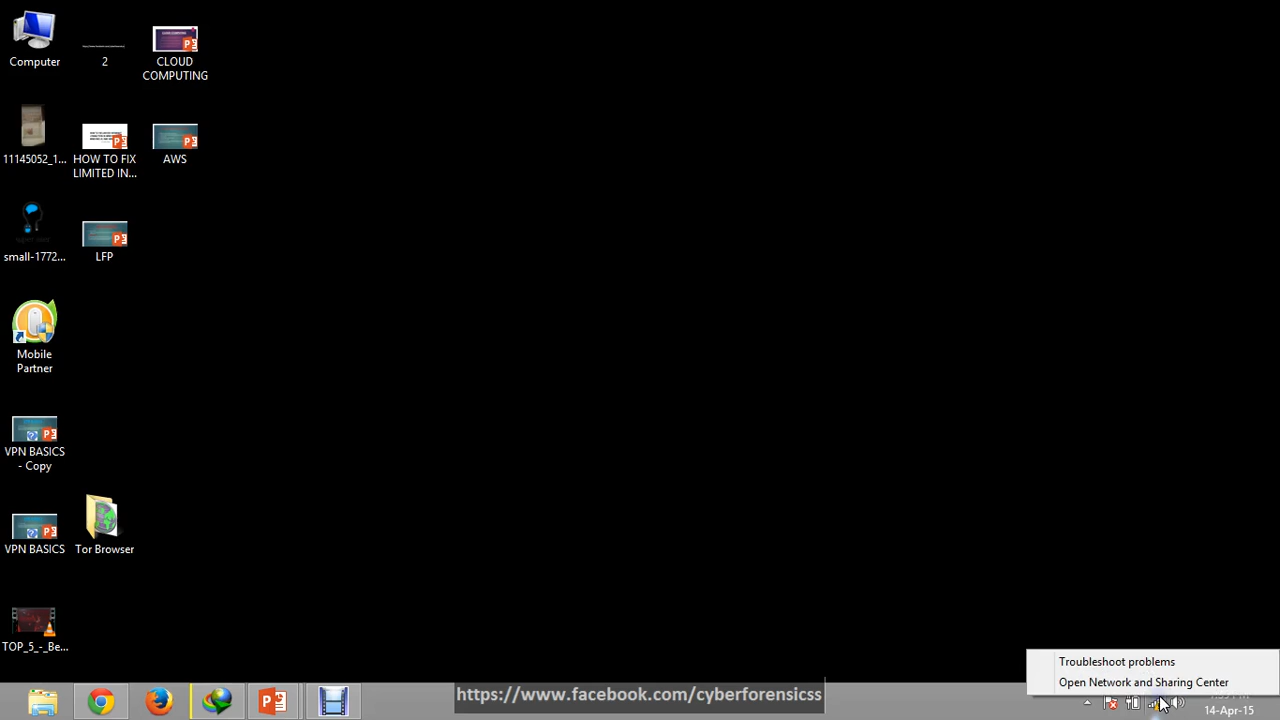 Computer
2
CLOUD
COMPUTING
11145052_1...
HOW TO FIX
LIMITED IN...
AWS
small-1772...
LFP
Mobile
Partner
VPN BASICS
- Copy
VPN BASICS
Tor Browser
TOP_5_-_Be...
Troubleshoot problems
Open Network and Sharing Center
https://www.facebook.com/cyberforensicss
14-Apr-15